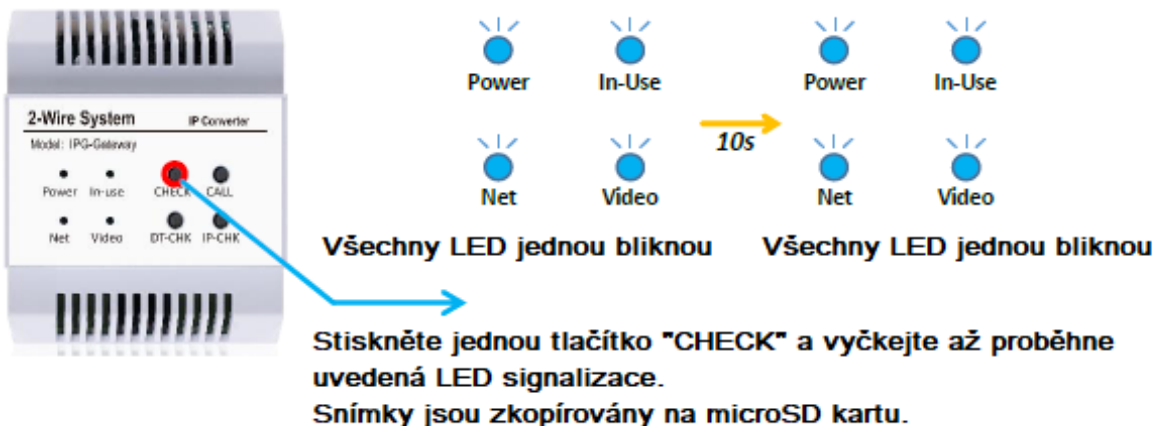 2-Wire System IP Converter
Model: IPG-Gateway
Power In-use CHECK CALL
Net Video DT-CHK IP-CHK
Power In-Use Power In-Use
10s
Net Video Net Video
Všechny LED jednou bliknou Všechny LED jednou bliknou
Stiskněte jednou tlačítko "CHECK" a vyčkejte až proběhne
uvedená LED signalizace.
Snímky jsou zkopírovány na microSD kartu.